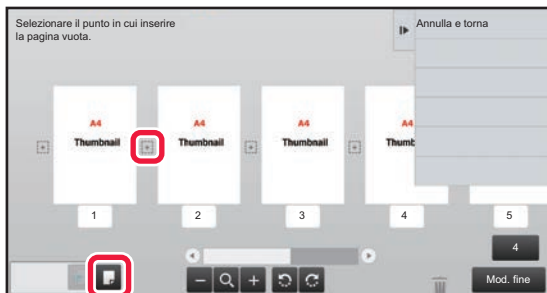 Selezionare il punto in cui inserire
la pagina vuota.
Annulla e torna
A4
Thumbnail
A4
Thumbnail
A4
Thumbnail
A4
Thumb
1
2
3
4
5
4
Mod. fine